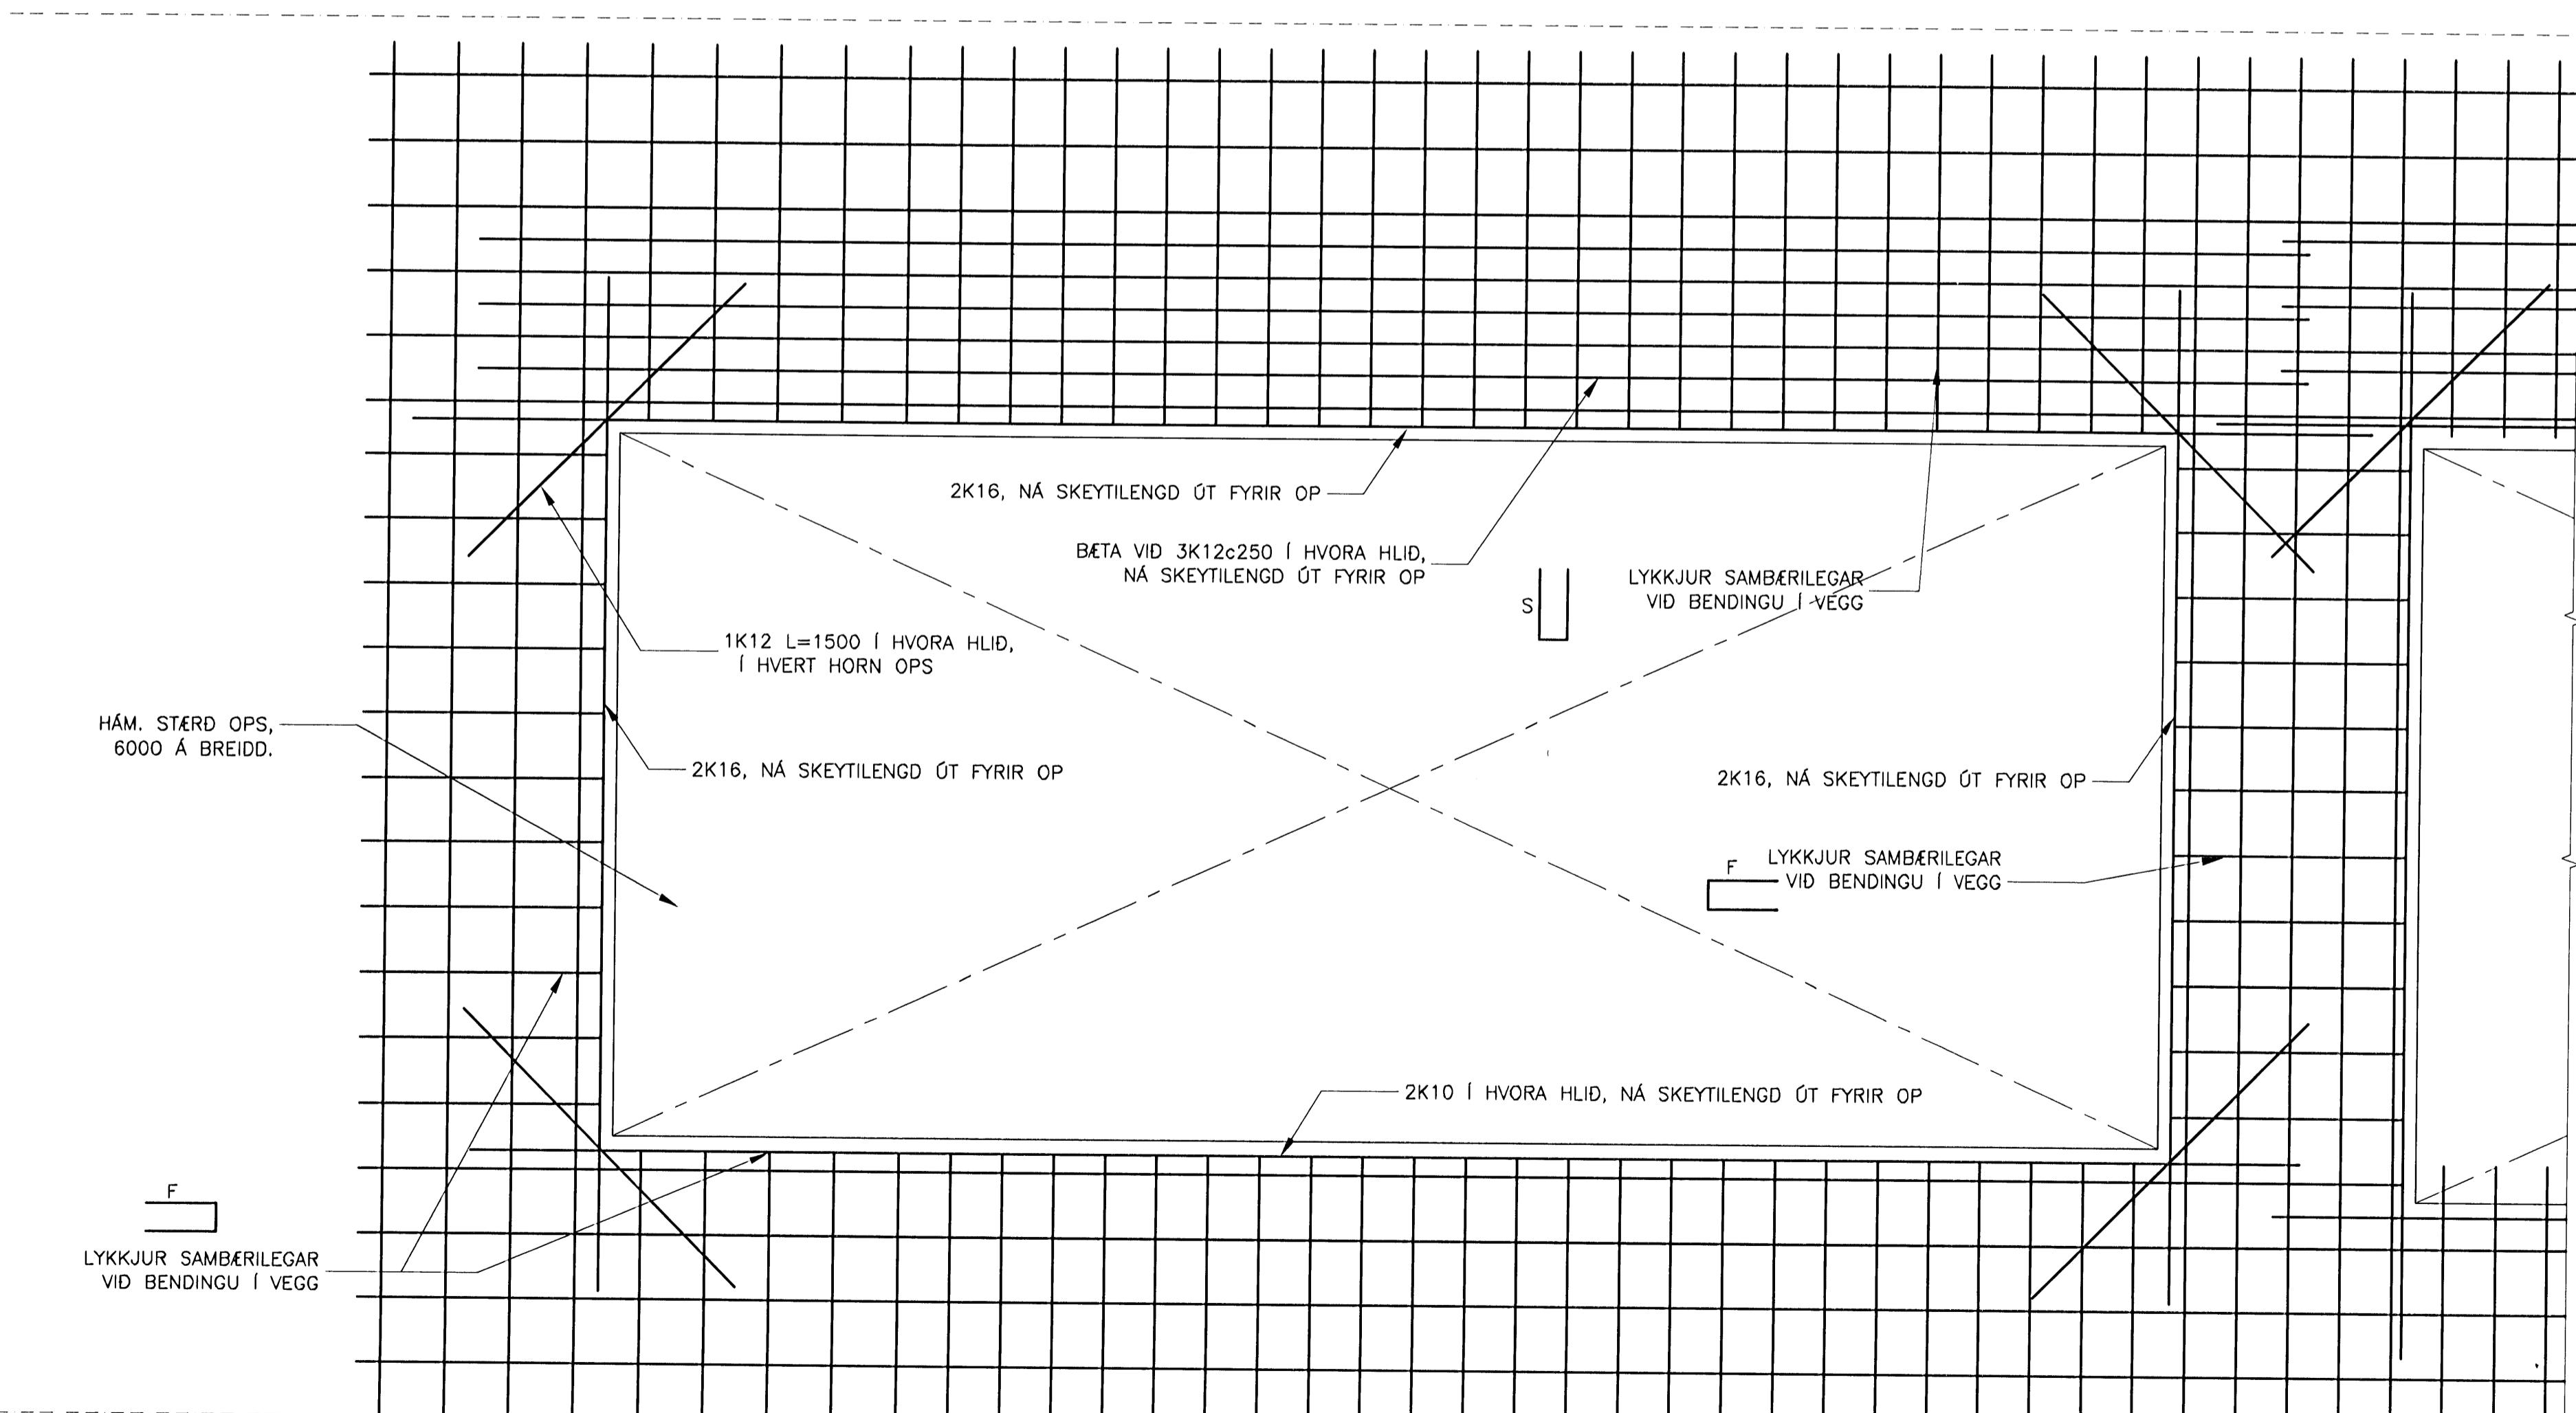 2K16, NÁ SKEYTILENGD ÚT FYRIR OP
BÆTA VIÐ 3K12c250 Í HVORA HLIÐ,
NÁ SKEYTILENGD ÚT FYRIR OP
S
LYKKJUR SAMBÆRILEGAR
VIÐ BENDINGU Í VEGG
1K12 L=1500 Í HVORA HLIÐ,
Í HVERT HORN OPS
HÁM. STÆRÐ OPS,
6000 Á BREIDD.
2K16, NÁ SKEYTILENGD ÚT FYRIR OP
2K16, NÁ SKEYTILENGD ÚT FYRIR OP
F
LYKKJUR SAMBÆRILEGAR
VIÐ BENDINGU Í VEGG
2K10 Í HVORA HLIÐ, NÁ SKEYTILENGD ÚT FYRIR OP
F
LYKKJUR SAMBÆRILEGAR
VIÐ BENDINGU Í VEGG